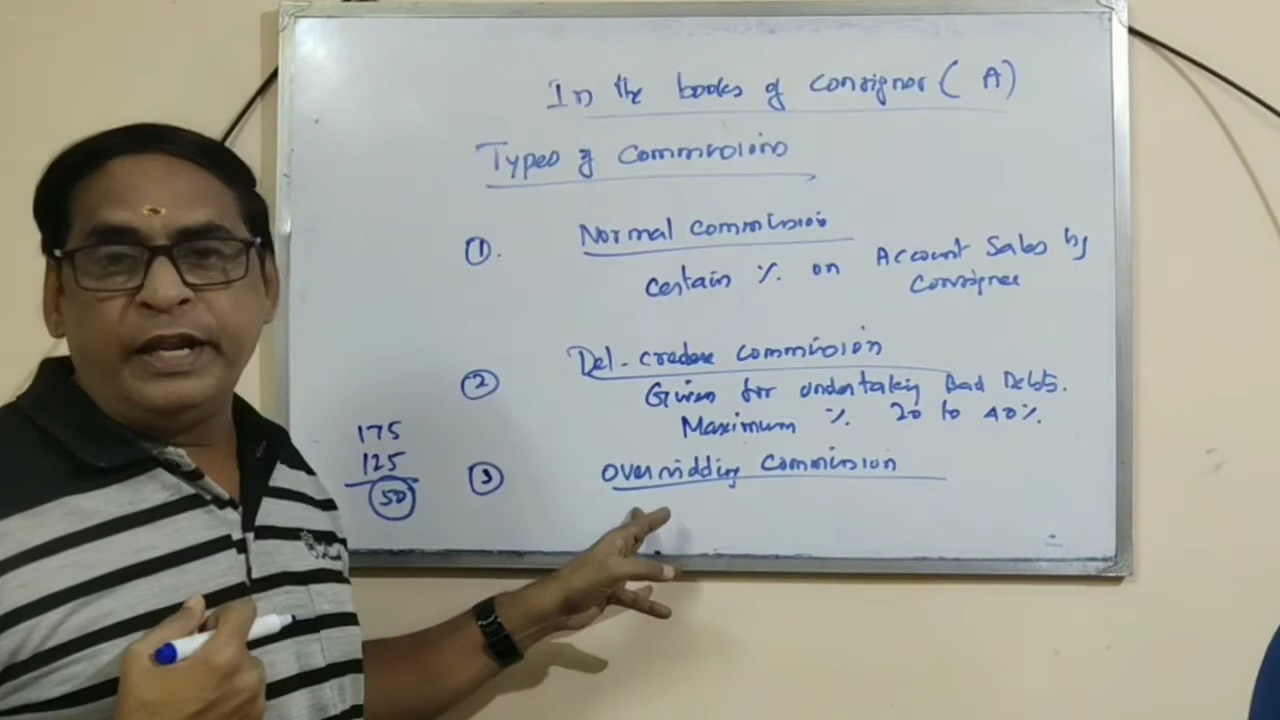 In the books of Consignor ( A )
Types of Commissions
① . Normal commission
Certain % on Account Sales by
Consignee
② Del-credere commission
Given for undertaking Bad Debts.
Maximum % 20 to 40%
③ Overridding Commission
175
125
50